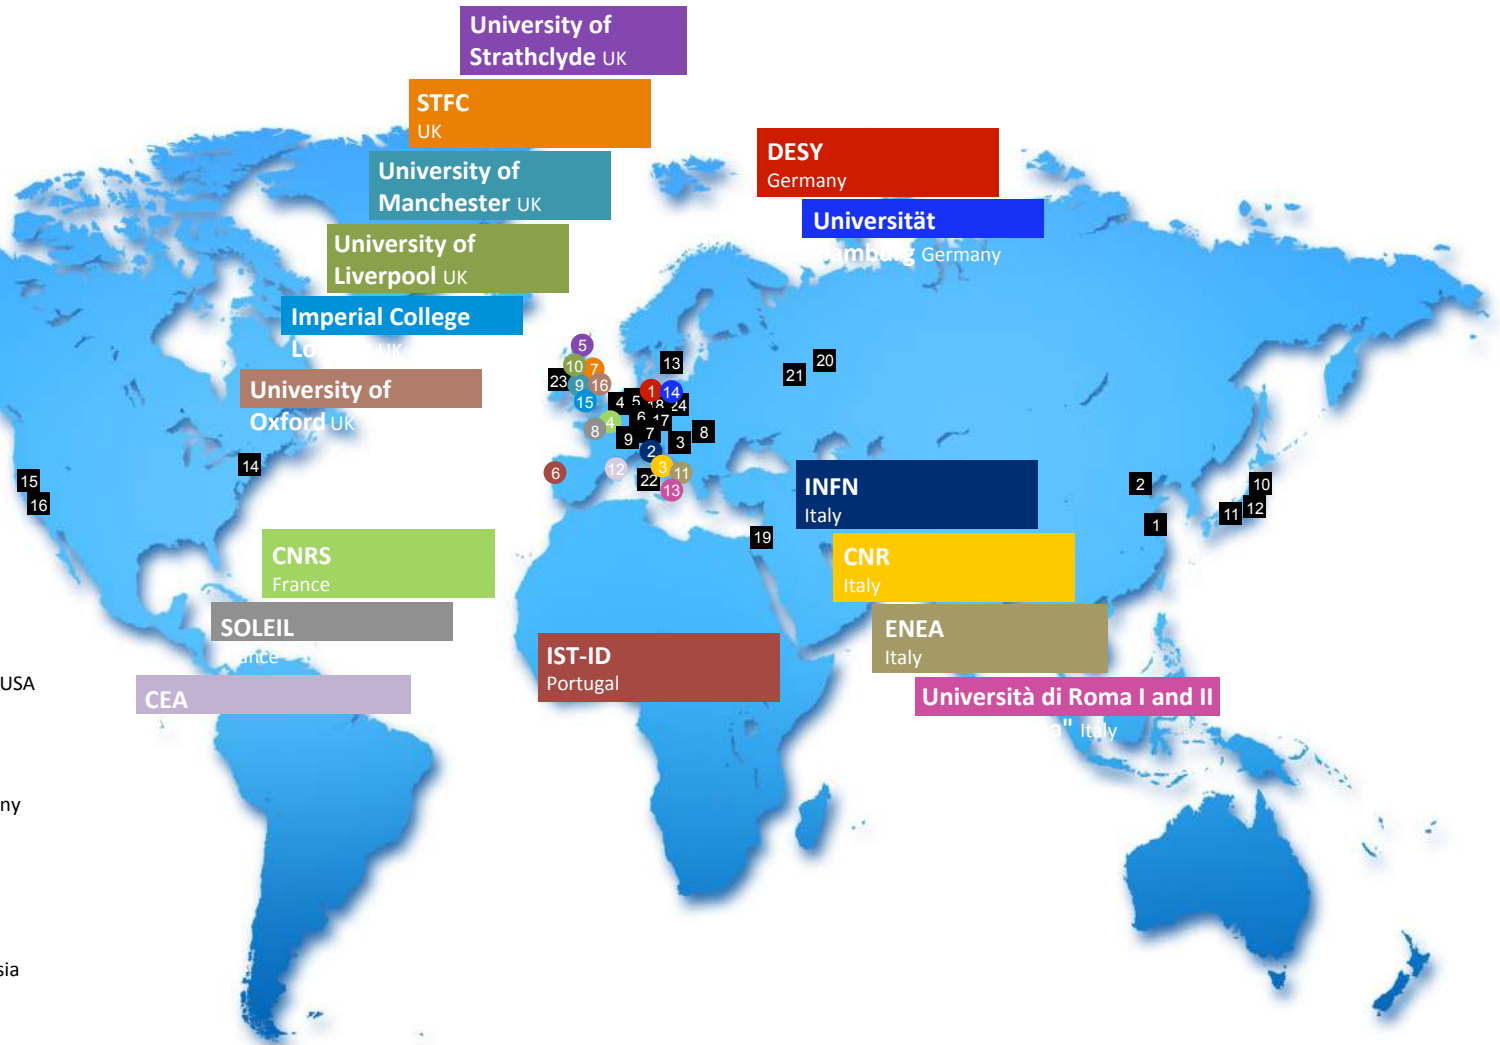 University of
Strathclyde UK
STFC
UK
University of
Manchester UK
University of
Liverpool UK
Imperial College
UK
University of
Oxford UK
DESY
Germany
Universität
Hamburg Germany
5
10
7
23
9
16
15
13
1
14
4
5
18
24
4
6
17
8
9
7
3
8
2
6
12
3
11
22
13
20
21
14
15
16
19
2
10
12
11
1
CNRS
France
SOLEIL
France
CEA
IST-ID
Portugal
INFN
Italy
CNR
Italy
ENEA
Italy
Università di Roma I and II
a" Italy
USA
ny
sia